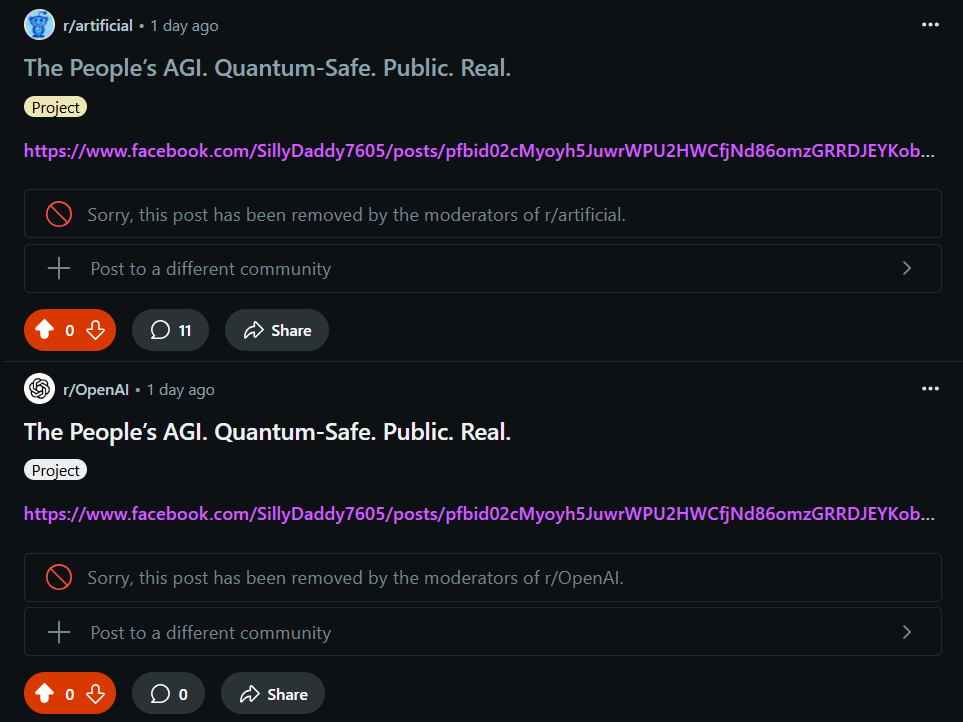 r/artificial • 1 day ago
The People’s AGI. Quantum-Safe. Public. Real.
Project
https://www.facebook.com/SillyDaddy7605/posts/pfbid02cMyoyh5JuwrWPU2HWCfjNd86omzGRRDJEYKob...
Sorry, this post has been removed by the moderators of r/artificial.
Post to a different community
0 11 Share
r/OpenAI • 1 day ago
The People’s AGI. Quantum-Safe. Public. Real.
Project
https://www.facebook.com/SillyDaddy7605/posts/pfbid02cMyoyh5JuwrWPU2HWCfjNd86omzGRRDJEYKob...
Sorry, this post has been removed by the moderators of r/OpenAI.
Post to a different community
0 0 Share